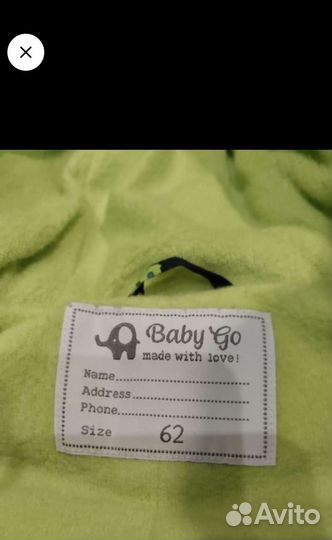 Baby Go
made with love!
Name
Address
Phone
Size 62
Avito